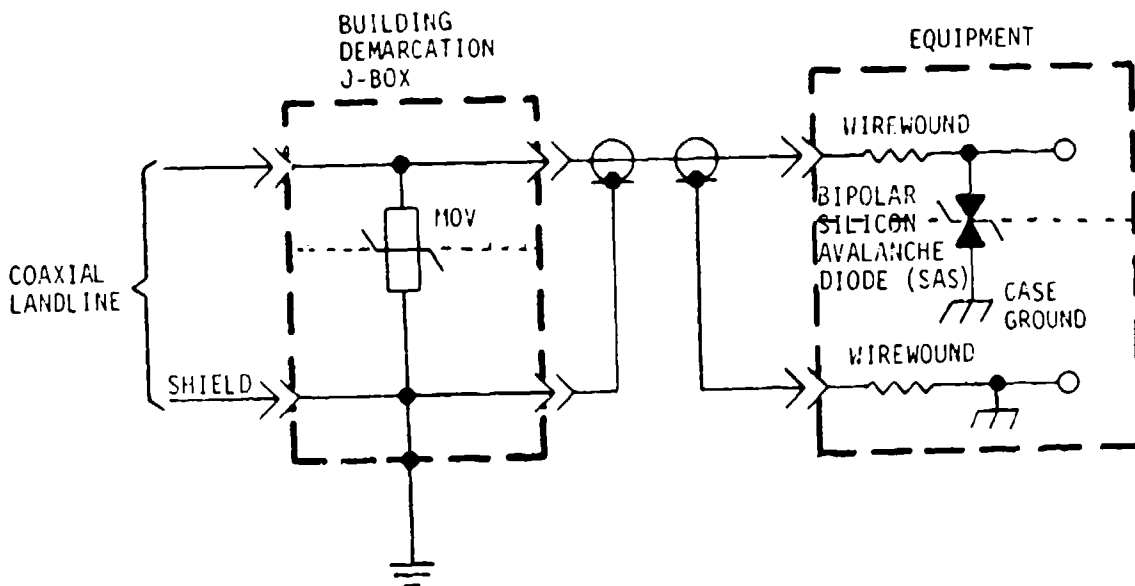 BUILDING
DEMARCATION
J-BOX
EQUIPMENT
WIREWOUND
MOV
BIPOLAR
SILICON
AVALANCHE
DIODE (SAS)
COAXIAL
LANDLINE
CASE
GROUND
SHIELD
WIREWOUND